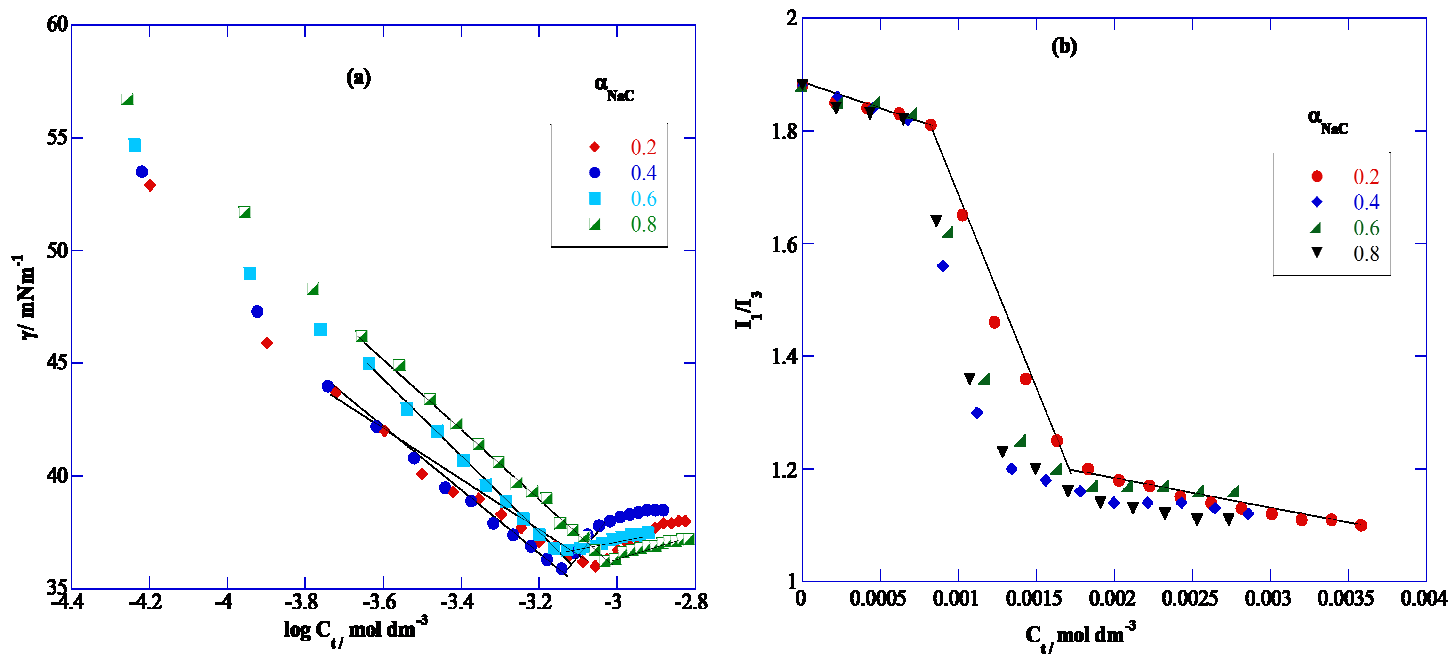 (a)
α NaC
0.2
0.4
0.6
0.8
60
55
50
45
40
35
γ/ mNm-1
-4.4 -4.2 -4 -3.8 -3.6 -3.4 -3.2 -3 -2.8
log Ct / mol dm-3
(b)
α NaC
0.2
0.4
0.6
0.8
2
1.8
1.6
1.4
1.2
1
I1/I3
0 0.0005 0.001 0.0015 0.002 0.0025 0.003 0.0035 0.004
Ct / mol dm-3